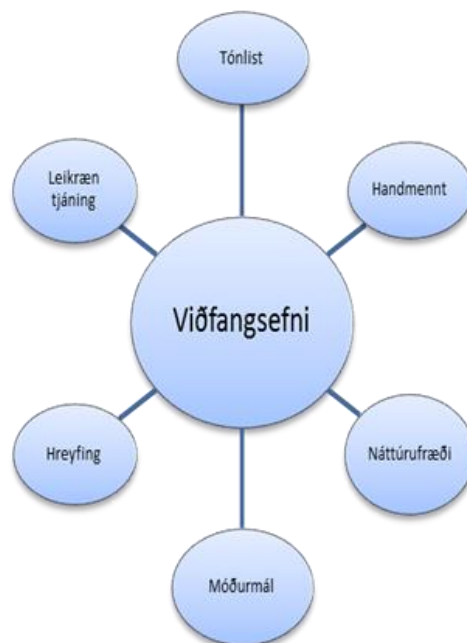 Tónlist
Leikræn
tjáning
Handmennt
Viðfangsefni
Hreyfing
Náttúrufræði
Móðurmál